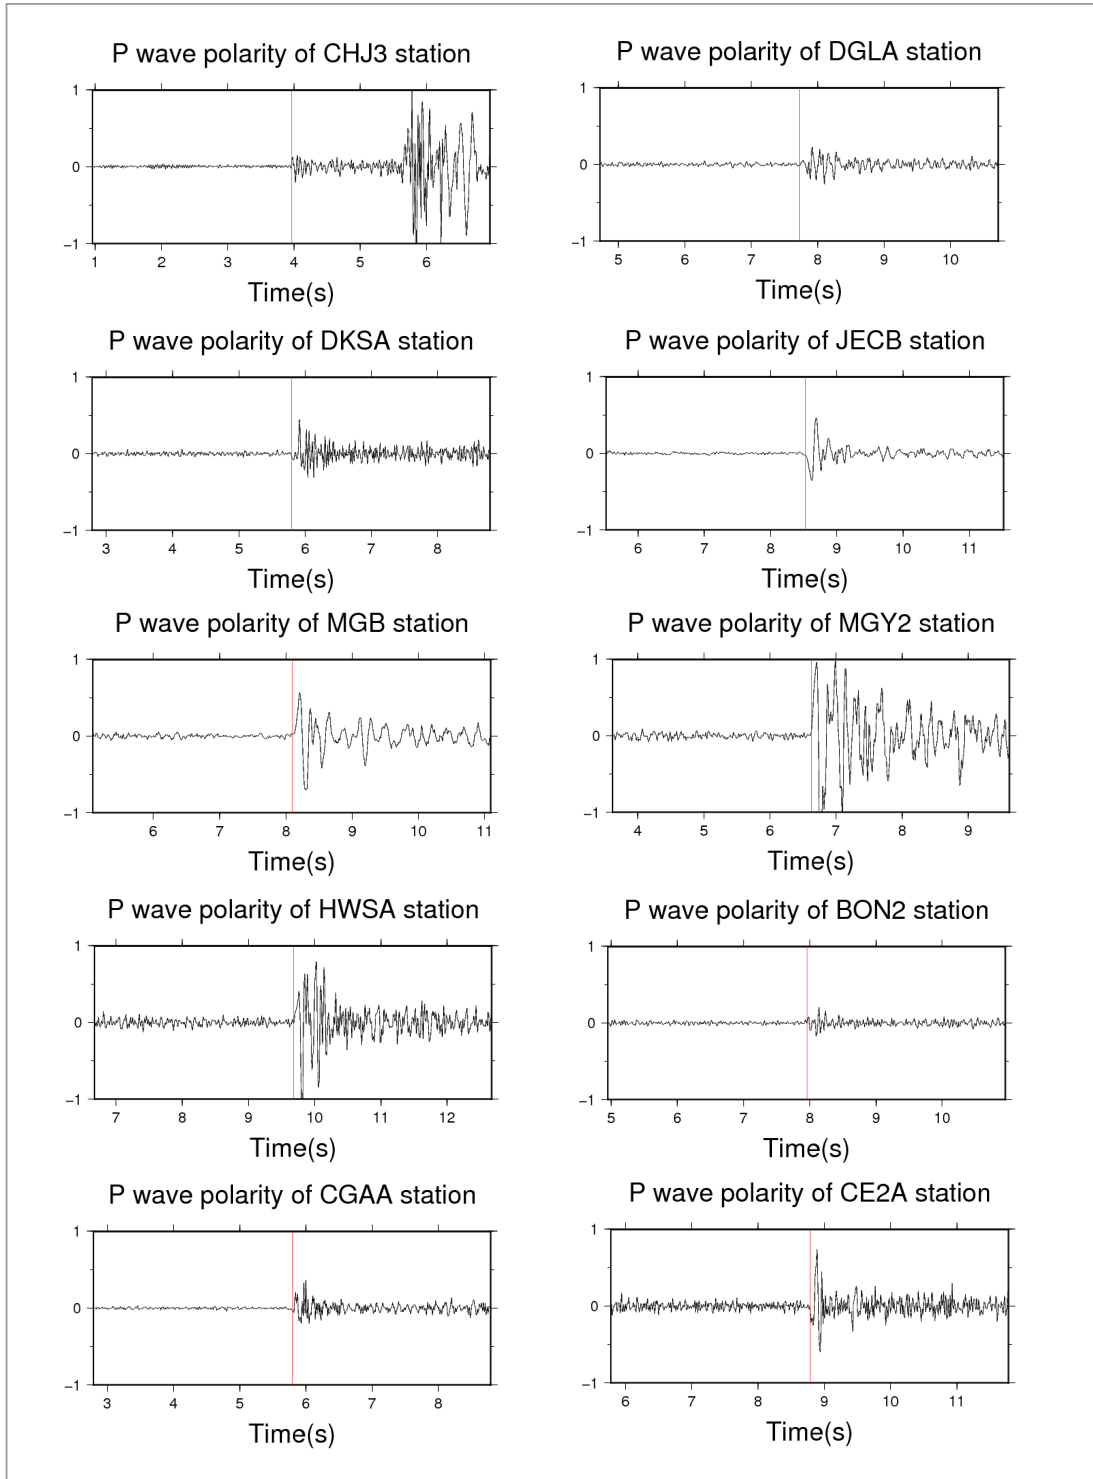 P wave polarity of CHJ3 station
1
0
−1
1 2 3 4 5 6
Time(s)
P wave polarity of DGLA station
1
0
−1
5 6 7 8 9 10
Time(s)
P wave polarity of DKSA station
1
0
−1
3 4 5 6 7 8
Time(s)
P wave polarity of JECB station
1
0
−1
6 7 8 9 10 11
Time(s)
P wave polarity of MGB station
1
0
−1
6 7 8 9 10 11
Time(s)
P wave polarity of MGY2 station
1
0
−1
4 5 6 7 8 9
Time(s)
P wave polarity of HWSA station
1
0
−1
7 8 9 10 11 12
Time(s)
P wave polarity of BON2 station
1
0
−1
5 6 7 8 9 10
Time(s)
P wave polarity of CGAA station
1
0
−1
3 4 5 6 7 8
Time(s)
P wave polarity of CE2A station
1
0
−1
6 7 8 9 10 11
Time(s)